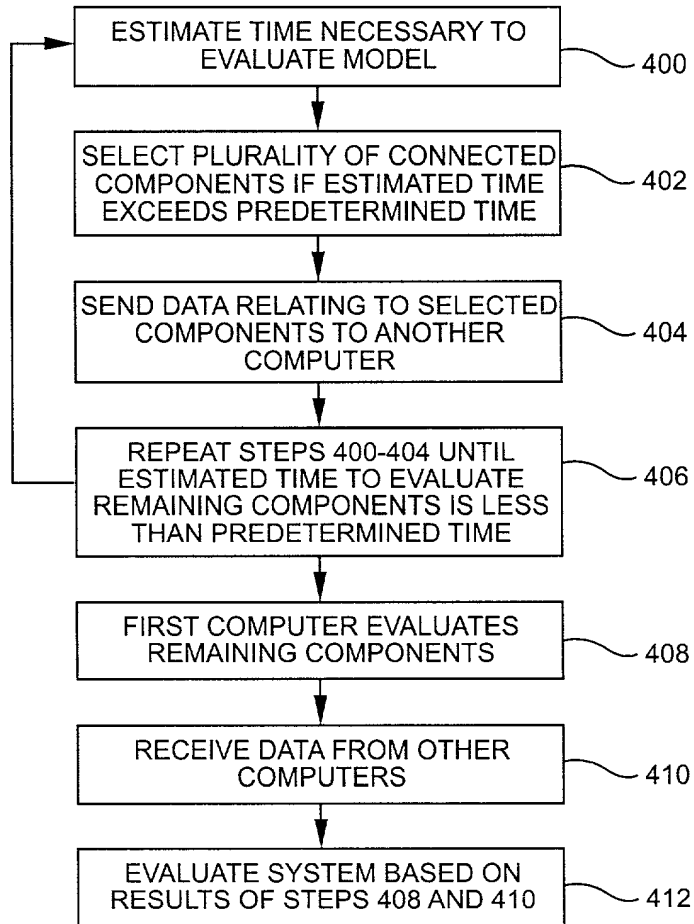 ESTIMATE TIME NECESSARY TO
EVALUATE MODEL
400
SELECT PLURALITY OF CONNECTED
COMPONENTS IF ESTIMATED TIME
EXCEEDS PREDETERMINED TIME
402
SEND DATA RELATING TO SELECTED
COMPONENTS TO ANOTHER
COMPUTER
404
REPEAT STEPS 400-404 UNTIL
ESTIMATED TIME TO EVALUATE
REMAINING COMPONENTS IS LESS
THAN PREDETERMINED TIME
406
FIRST COMPUTER EVALUATES
REMAINING COMPONENTS
408
RECEIVE DATA FROM OTHER
COMPUTERS
410
EVALUATE SYSTEM BASED ON
RESULTS OF STEPS 408 AND 410
412